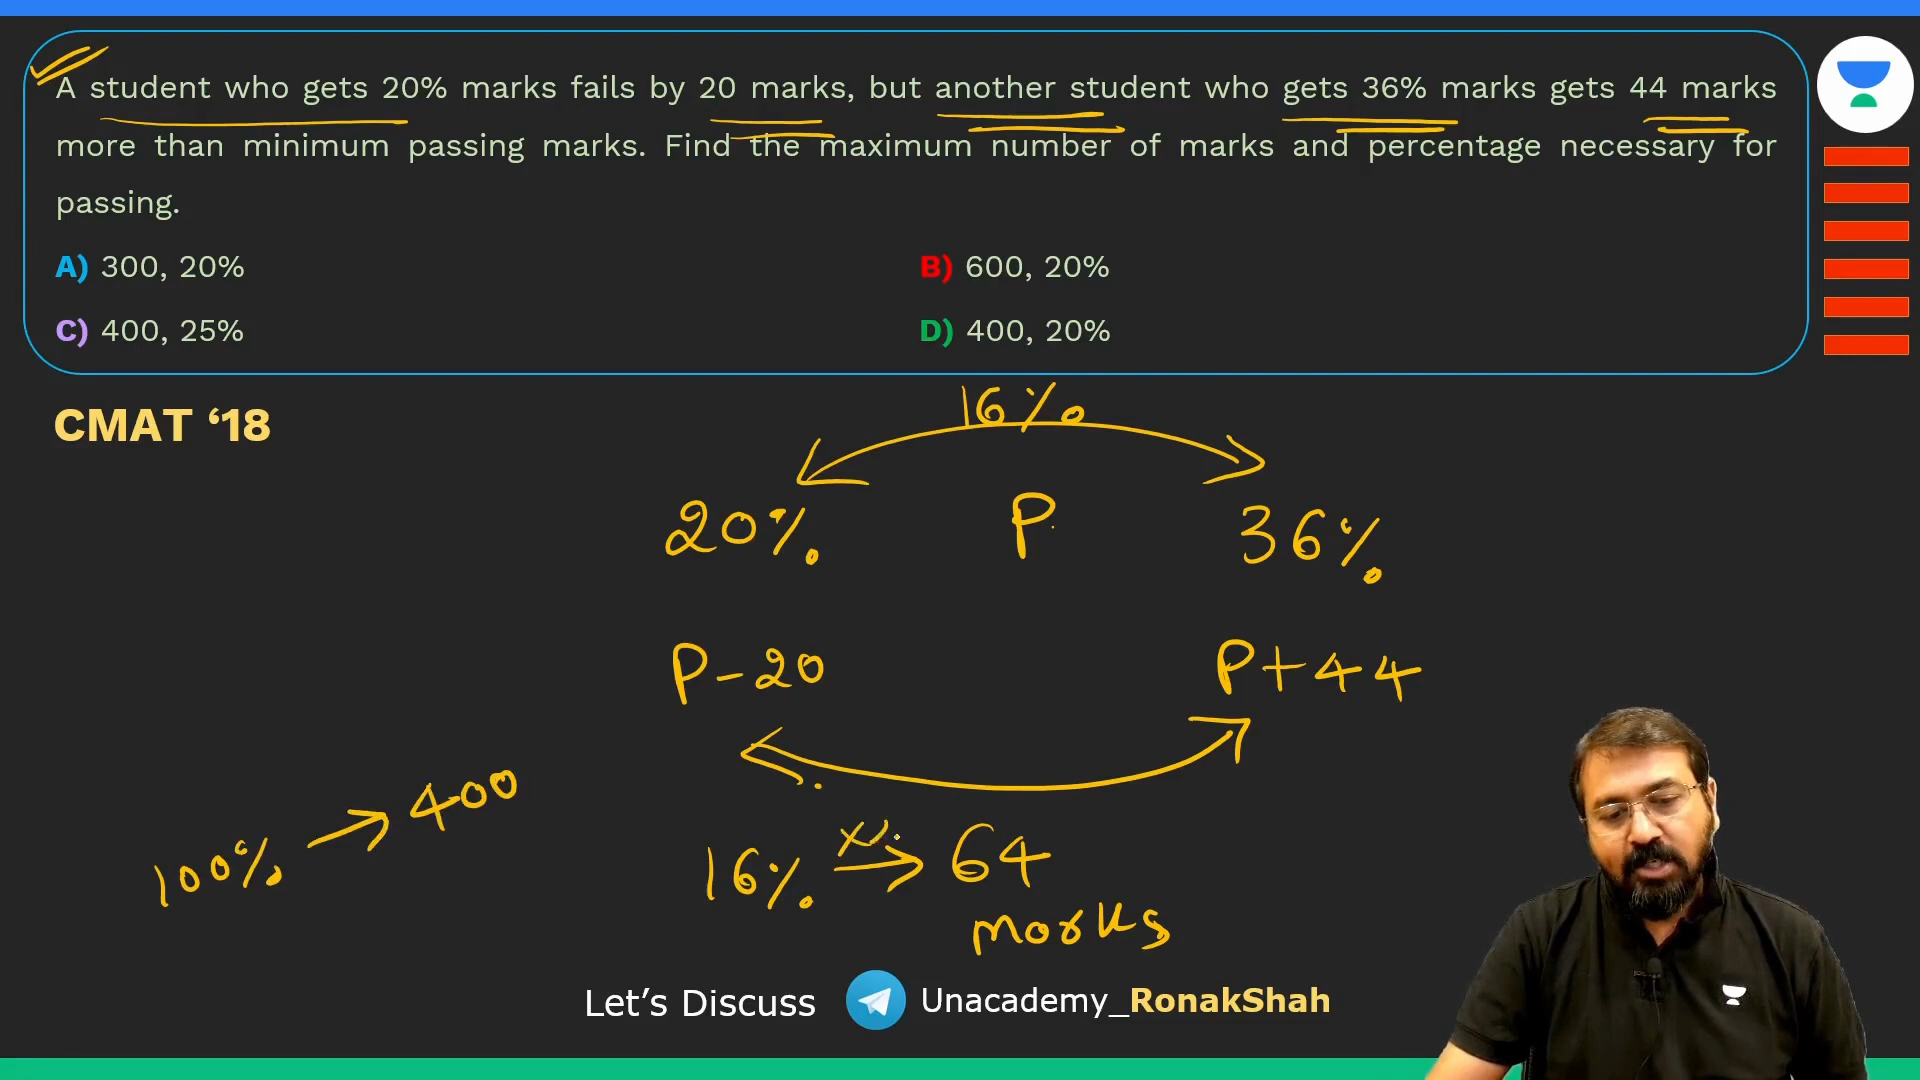 A student who gets 20% marks fails by 20 marks, but another student who gets 36% marks gets 44 marks
more than minimum passing marks. Find the maximum number of marks and percentage necessary for
passing.
A) 300, 20%
B) 600, 20%
C) 400, 25%
D) 400, 20%
CMAT ‘18
16%
20% P 36%
P-20 P+44
100% → 400
16% → 64
marks
Let’s Discuss Unacademy_RonakShah